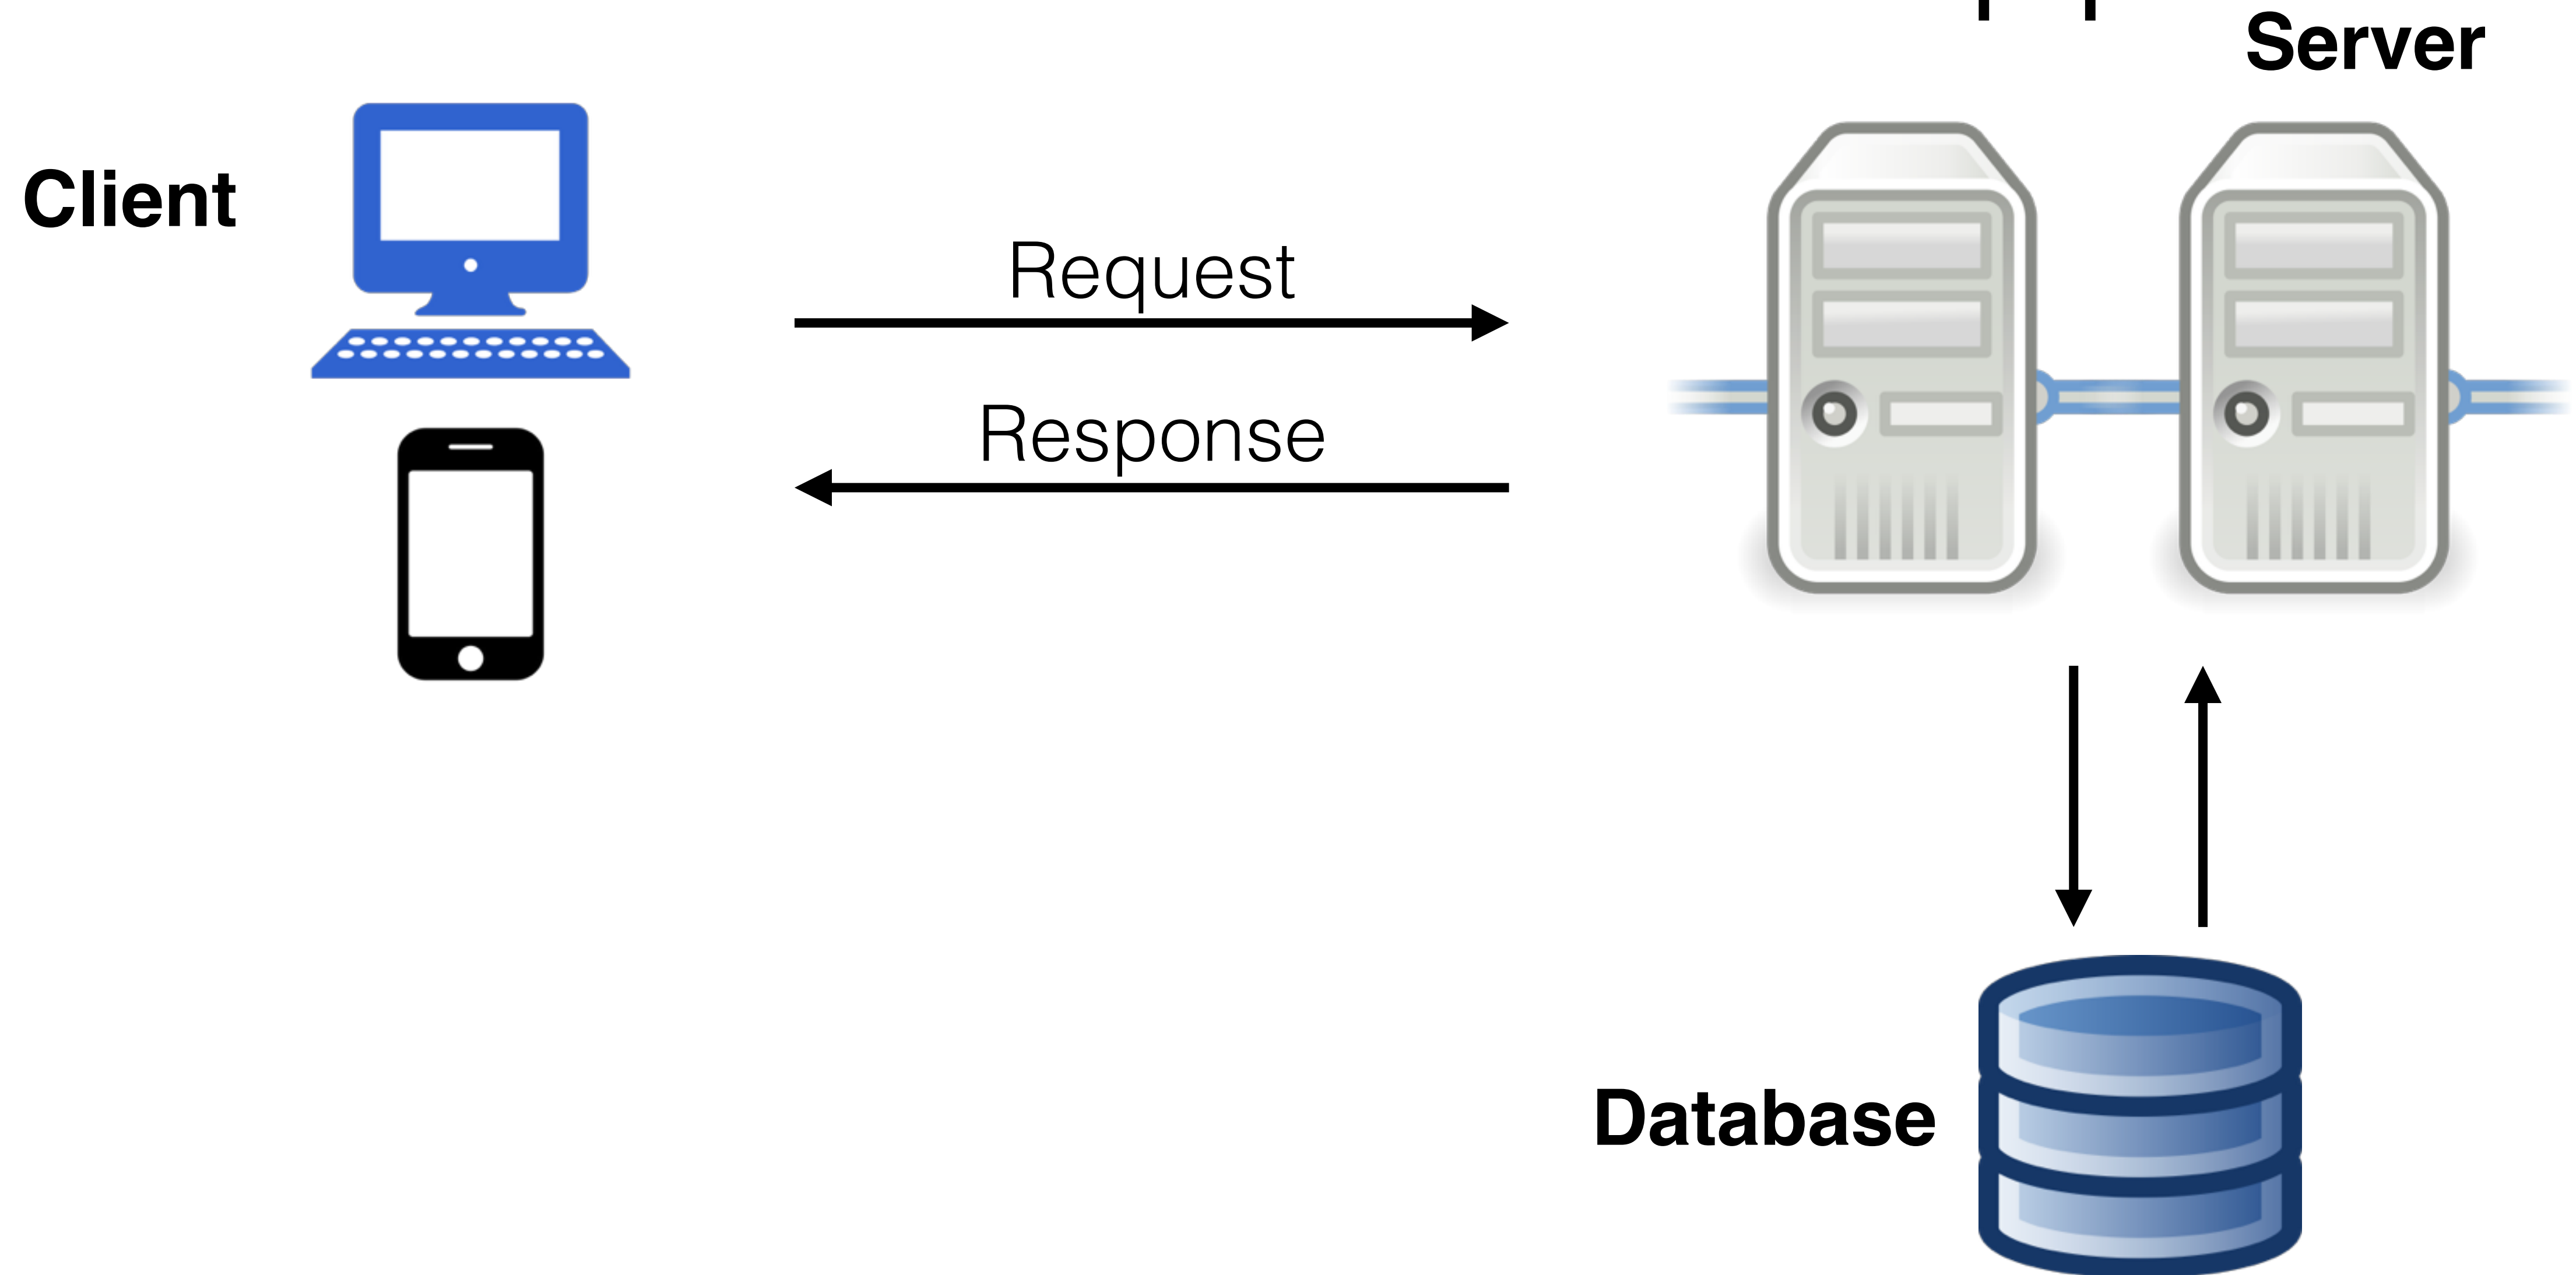 Server
Client
Request
Response
Database